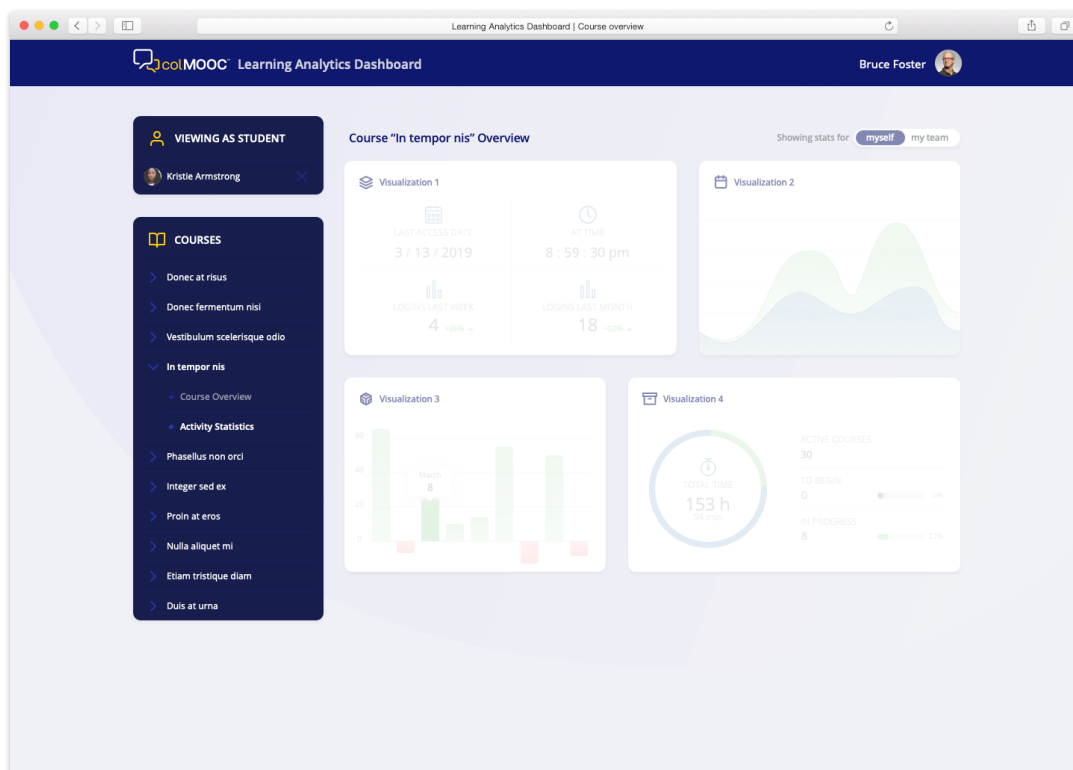 Learning Analytics Dashboard | Course overview
colMOOC Learning Analytics Dashboard
Bruce Foster
VIEWING AS STUDENT
Kristie Armstrong
COURSES
Donec at risus
Donec fermentum nisi
Vestibulum scelerisque odio
In tempor nis
Course Overview
Activity Statistics
Phasellus non orci
Integer sed ex
Proin at eros
Nulla aliquet mi
Etiam tristique diam
Duis at urna
Course “In tempor nis” Overview
Showing stats for myself my team
Visualization 1
LAST ACCESS DATE
3 / 13 / 2019
AT TIME
8 : 59 : 30 pm
LOGINS LAST WEEK
4
LOGINS LAST MONTH
18
Visualization 2
Visualization 3
60
40
20
0
March
8
Visualization 4
TOTAL TIME
153 h
ACTIVE COURSES
30
TO BEGIN
0
0%
IN PROGRESS
8